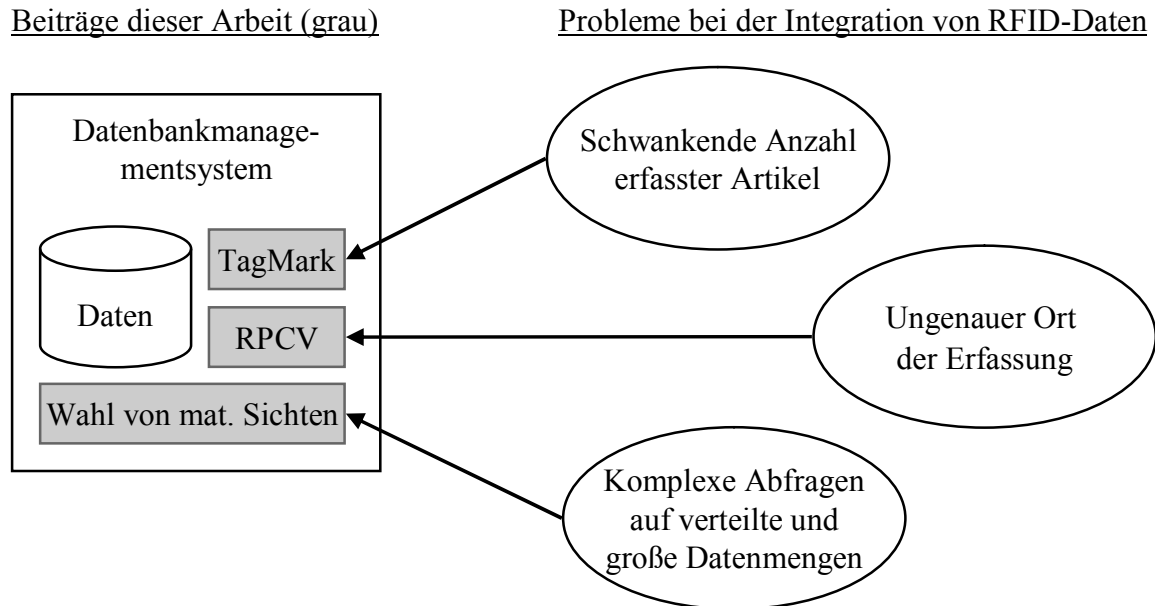 Beiträge dieser Arbeit (grau)
Probleme bei der Integration von RFID-Daten
Datenbankmanage-
mentsystem
Daten
TagMark
RPCV
Wahl von mat. Sichten
Schwankende Anzahl
erfasster Artikel
Ungenauer Ort
der Erfassung
Komplexe Abfragen
auf verteilte und
große Datenmengen